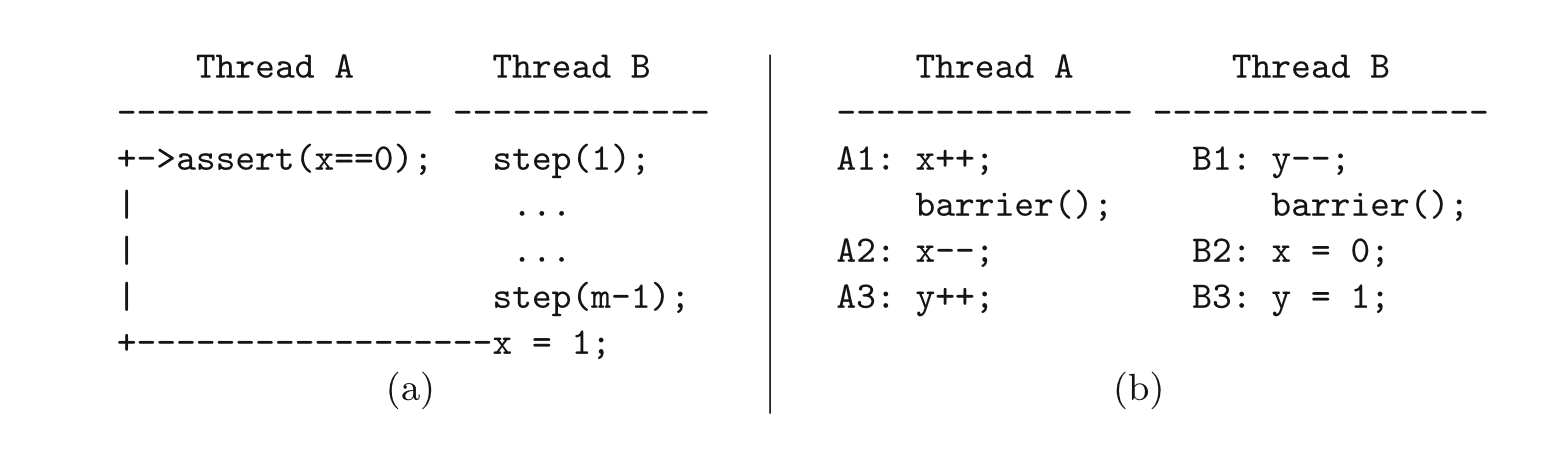 Thread A Thread B
---------------- -------------
+->assert(x==0); step(1);
| ...
| ...
| step(m-1);
+-------------------x = 1;
(a)
Thread A Thread B
--------------- -----------------
A1: x++; B1: y--;
barrier(); barrier();
A2: x--; B2: x = 0;
A3: y++; B3: y = 1;
(b)